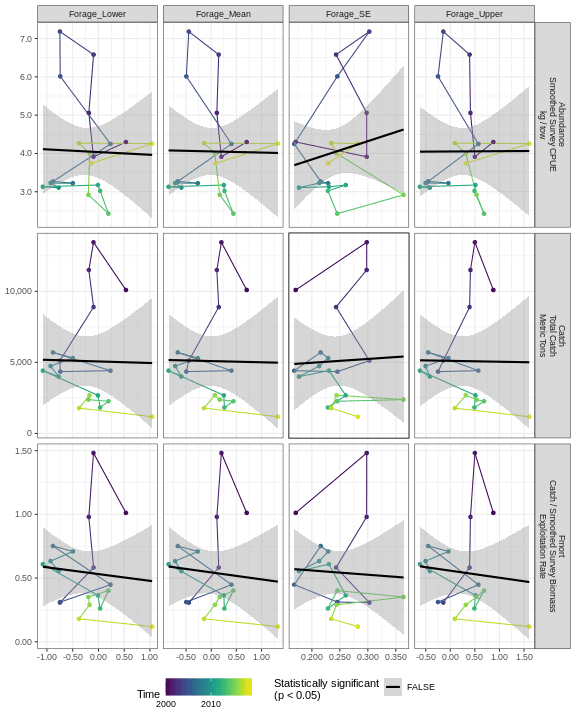 Forage_Lower
Forage_Mean
Forage_SE
Forage_Upper
7.0
6.0
5.0
4.0
3.0
Abundance
Smoothed Survey CPUE
kg / tow
10,000
5,000
0
Catch
Total Catch
Metric Tons
1.50
1.00
0.50
0.00
Fmort
Catch / Smoothed Survey Biomass
Exploitation Rate
-1.00
-0.50
0.00
0.50
1.00
-0.50
0.00
0.50
1.00
0.200
0.250
0.300
0.350
-0.50
0.00
0.50
1.00
1.50
Time
2000
2010
Statistically significant
(p < 0.05)
FALSE